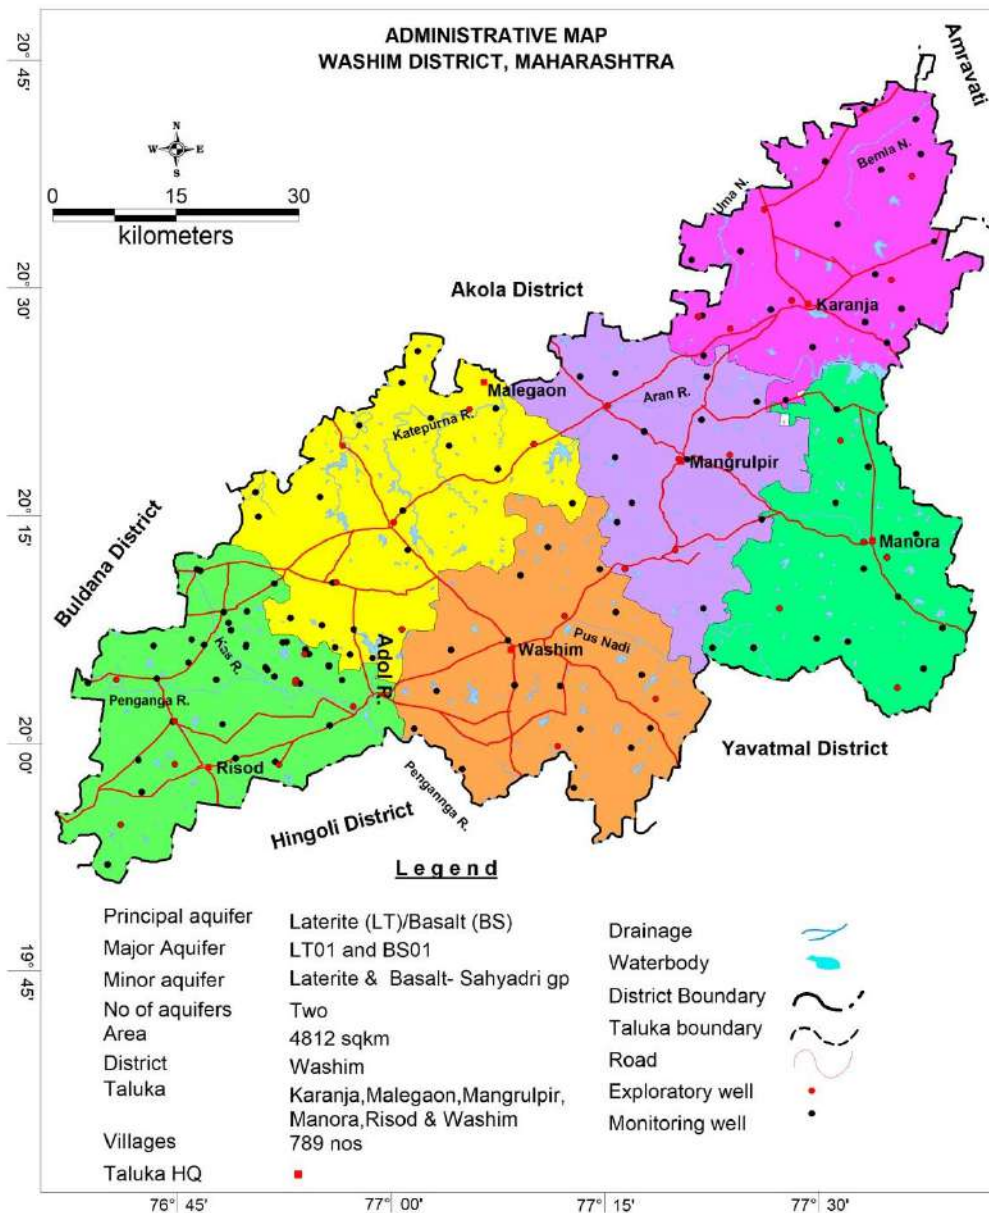 ADMINISTRATIVE MAP
WASHIM DISTRICT, MAHARASHTRA
Amravati
20° 45'
N
W E
S
0 15 30
kilometers
Bemla N.
Uma N.
20° 30'
Akola District
Karanja
Malegaon
Aran R.
Katepurna R.
Mangrulpir
20° 15'
Manora
Buldana District
Kas R.
Adol R.
Washim
Pus Nadi
Penganga R.
20° 00'
Yavatmal District
Risod
Pengannga R.
Hingoli District
Legend
Principal aquifer Laterite (LT)/Basalt (BS)
Major Aquifer LT01 and BS01
Minor aquifer Laterite & Basalt- Sahyadri gp
No of aquifers Two
Area 4812 sqkm
District Washim
Taluka Karanja,Malegaon,Mangrulpir,
Manora,Risod & Washim
Villages 789 nos
Taluka HQ
Drainage
Waterbody
District Boundary
Taluka boundary
Road
Exploratory well
Monitoring well
19° 45'
76° 45' 77° 00' 77° 15' 77° 30'